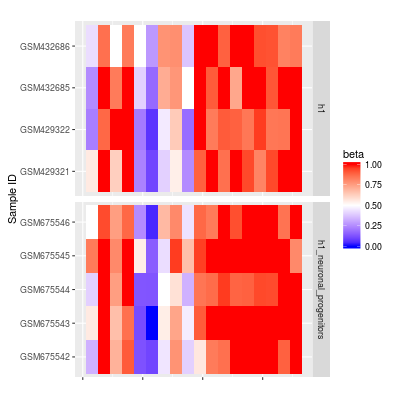 Sample ID
GSM432686
GSM432685
GSM429322
GSM429321
h1
GSM675546
GSM675545
GSM675544
GSM675543
GSM675542
h1_neuronal_progenitors
beta
1.00
0.75
0.50
0.25
0.00